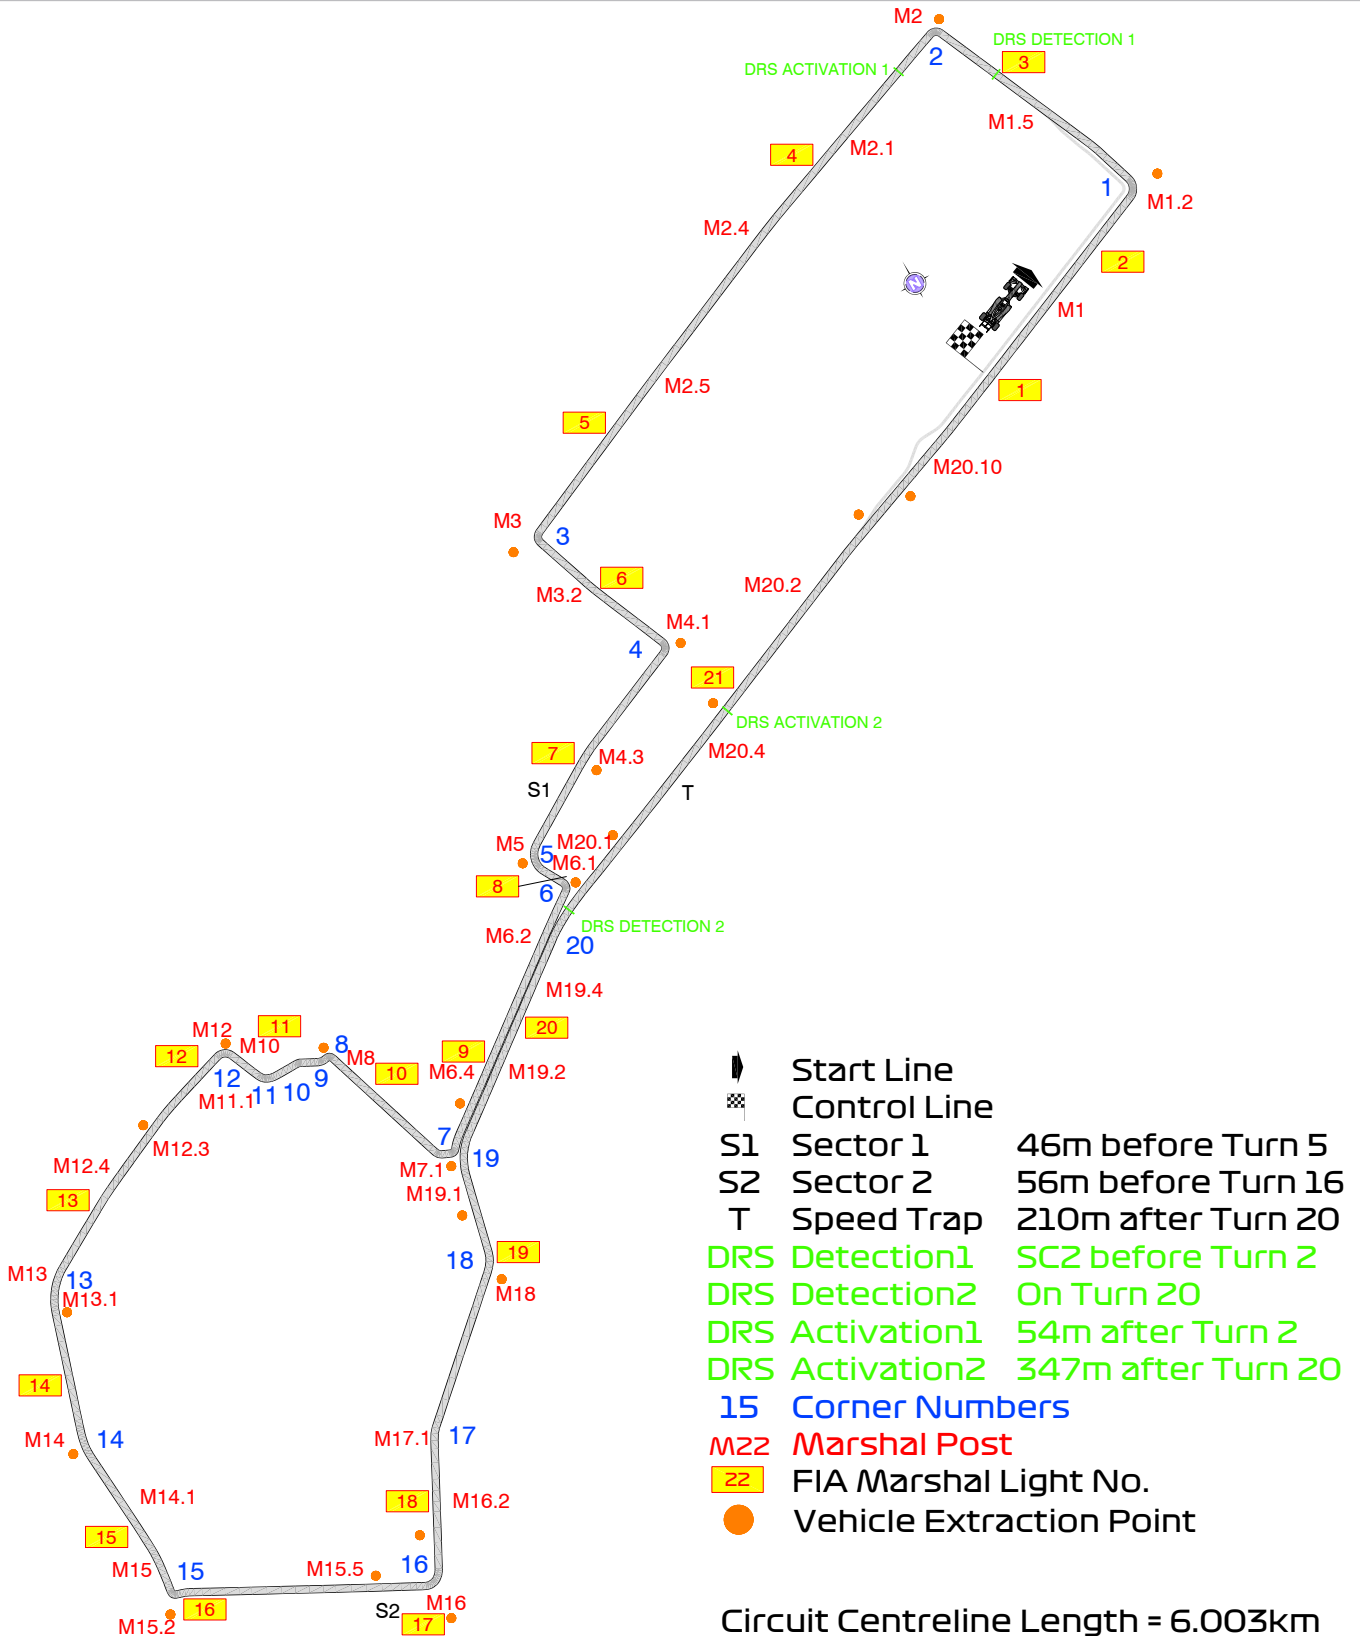 M2
DRS DETECTION 1
3
2
DRS ACTIVATION 1
M1.5
M2.1
4
1
M1.2
M2.4
2
N
M1
M2.5
1
5
M20.10
M3
3
6
M20.2
M3.2
M4.1
4
21
DRS ACTIVATION 2
7
M4.3
M20.4
S1
T
M5
M20.1
5
M6.1
8
6
DRS DETECTION 2
M6.2
20
M19.4
20
11
M12
M10
8
9
12
M8
10
M6.4
M19.2
12
11
10
9
M11.1
7
M12.3
19
M12.4
M7.1
M19.1
13
19
18
M13
13
M18
M13.1
14
17
M14
14
M17.1
M14.1
18
M16.2
15
M15
15
M15.5
16
16
S2
M16
M15.2
17
Start Line
Control Line
S1 Sector 1 46m before Turn 5
S2 Sector 2 56m before Turn 16
T Speed Trap 210m after Turn 20
DRS Detection1 SC2 before Turn 2
DRS Detection2 On Turn 20
DRS Activation1 54m after Turn 2
DRS Activation2 347m after Turn 20
15 Corner Numbers
M22 Marshal Post
22 FIA Marshal Light No.
Vehicle Extraction Point
Circuit Centreline Length = 6.003km